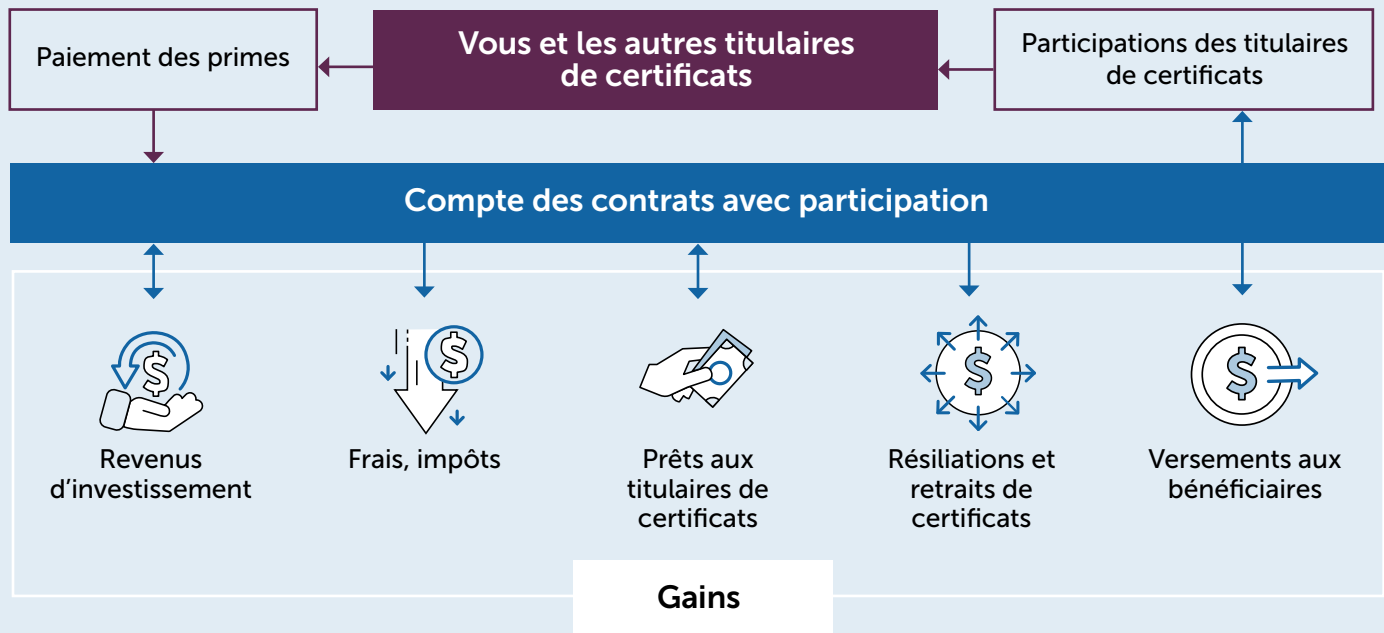 Paiement des primes
Vous et les autres titulaires
de certificats
Participations des titulaires
de certificats
Compte des contrats avec participation
$
$
$
$
Revenus
d'investissement
Frais, impôts
Prêts aux
titulaires de
certificats
Résiliations et
retraits de
certificats
Versements aux
bénéficiaires
Gains